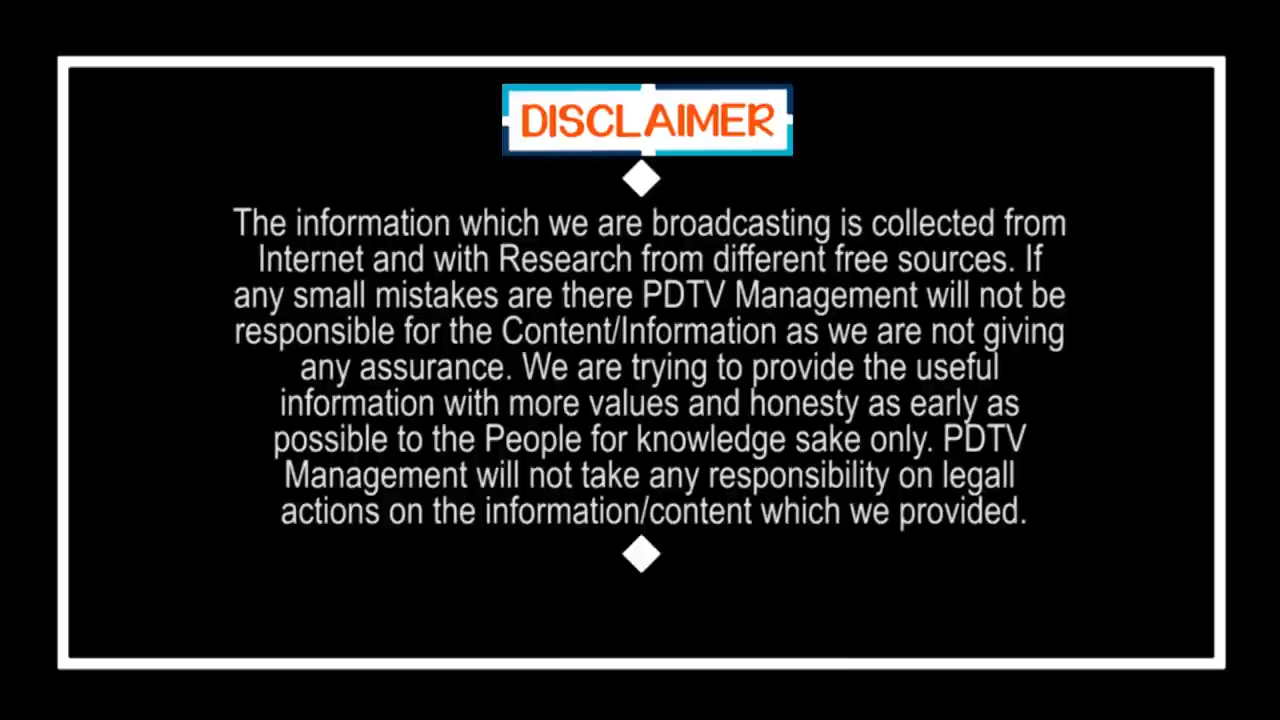 DISCLAIMER
The information which we are broadcasting is collected from
Internet and with Research from different free sources. If
any small mistakes are there PDTV Management will not be
responsible for the Content/Information as we are not giving
any assurance. We are trying to provide the useful
information with more values and honesty as early as
possible to the People for knowledge sake only. PDTV
Management will not take any responsibility on legall
actions on the information/content which we provided.